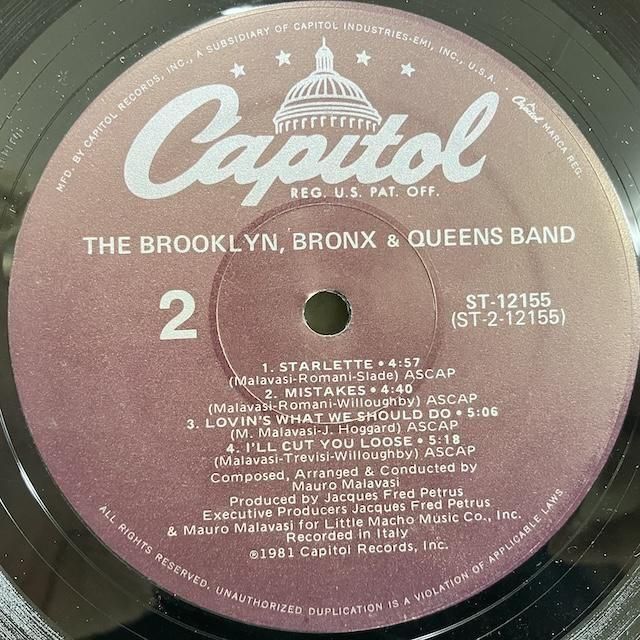 MFD. BY CAPITOL RECORDS, INC., A SUBSIDIARY OF CAPITOL INDUSTRIES-EMI, INC., U.S.A. • Capitol MARCA REG.
Capitol
REG. U.S. PAT. OFF.
THE BROOKLYN, BRONX & QUEENS BAND
2
ST-12155
(ST-2-12155)
1. STARLETTE • 4:57
(Malavasi-Romani-Slade) ASCAP
2. MISTAKES • 4:40
(Malavasi-Romani-Willoughby) ASCAP
3. LOVIN'S WHAT WE SHOULD DO • 5:06
(M. Malavasi-J. Hoggard) ASCAP
4. I'LL CUT YOU LOOSE • 5:18
(Malavasi-Trevisi-Willoughby) ASCAP
Composed, Arranged & Conducted by
Mauro Malavasi
Produced by Jacques Fred Petrus
Executive Producers Jacques Fred Petrus
& Mauro Malavasi for Little Macho Music Co., Inc.
Recorded in Italy
℗1981 Capitol Records, Inc.
ALL RIGHTS RESERVED. UNAUTHORIZED DUPLICATION IS A VIOLATION OF APPLICABLE LAWS